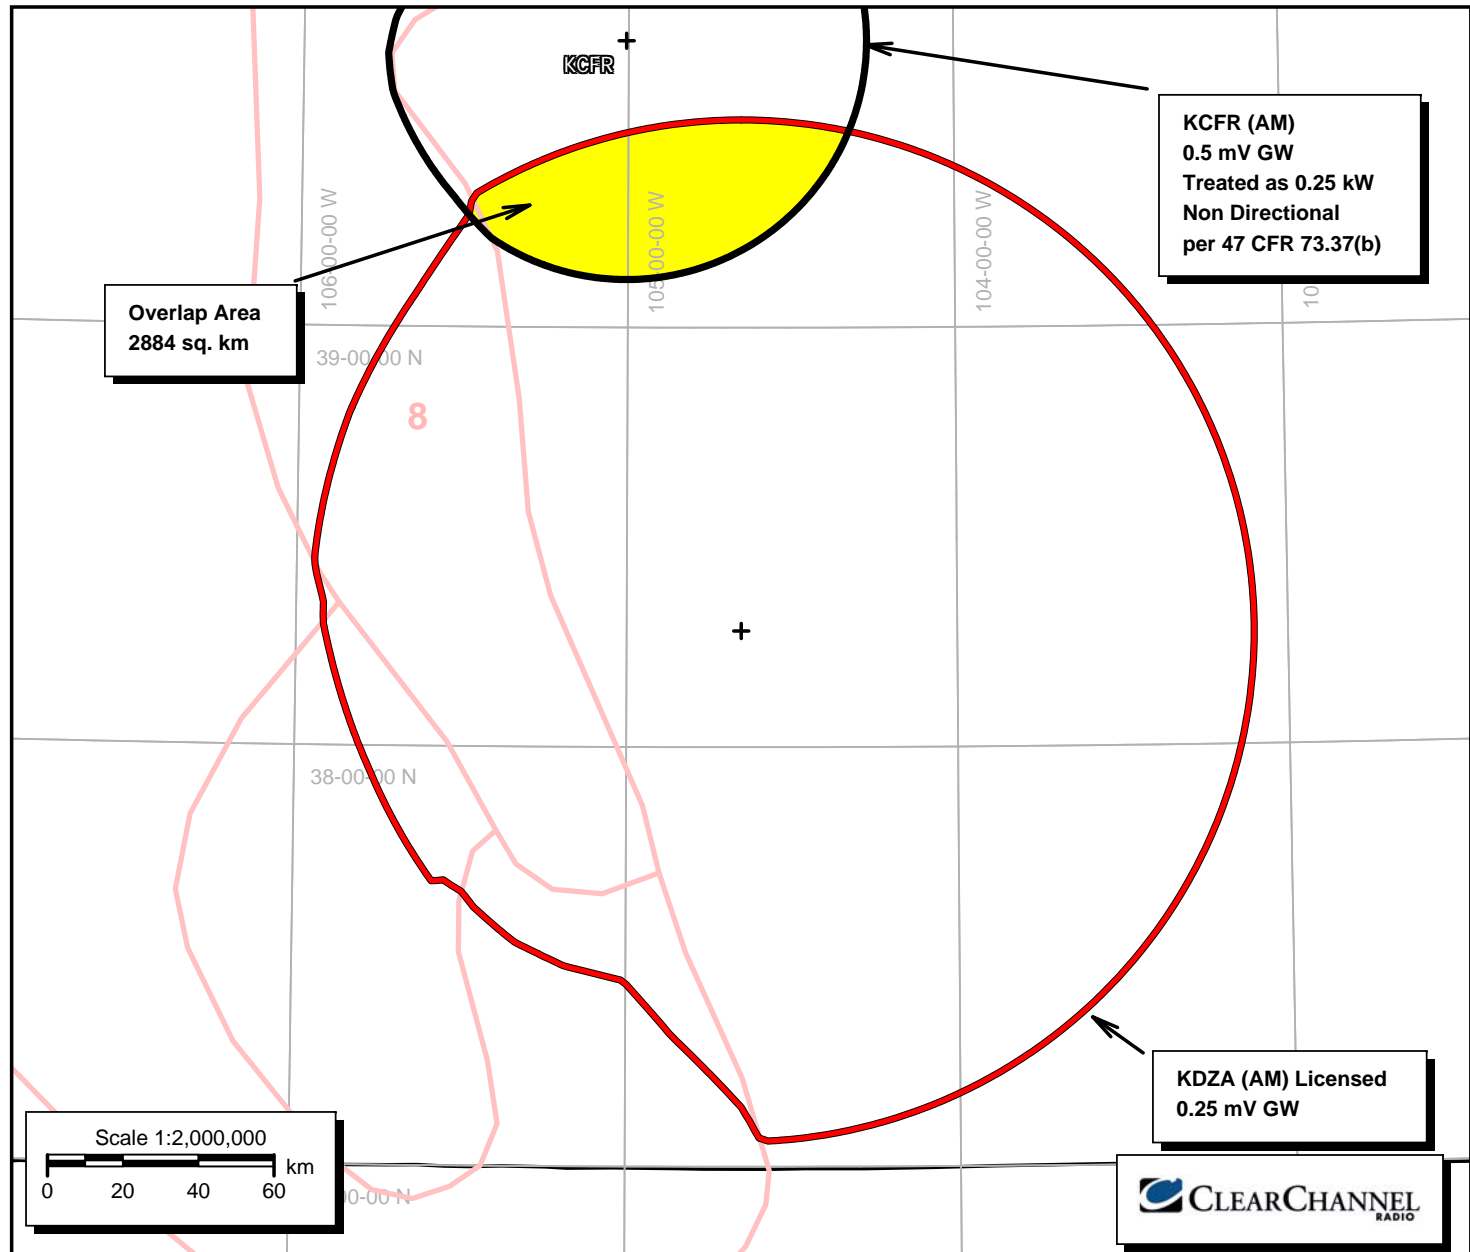 KCFR
KCFR (AM)
0.5 mV GW
Treated as 0.25 kW
Non Directional
per 47 CFR 73.37(b)
106-00-00 W
105-00-00 W
104-00-00 W
10
Overlap Area
2884 sq. km
39-00-00 N
8
38-00-00 N
KDZA (AM) Licensed
0.25 mV GW
Scale 1:2,000,000
km
0 20 40 60
00-00 N
CLEARCHANNEL
RADIO